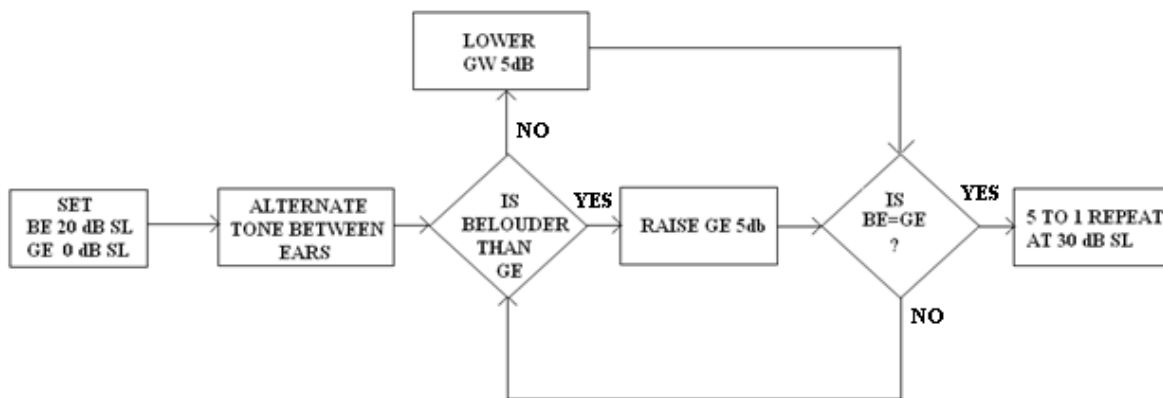 SET
BE 20 dB SL
GE 0 dB SL
ALTERNATE
TONE BETWEEN
EARS
IS
BELOUDER
THAN
GE
NO
LOWER
GW 5dB
YES
RAISE GE 5db
IS
BE=GE
?
YES
5 TO 1 REPEAT
AT 30 dB SL
NO